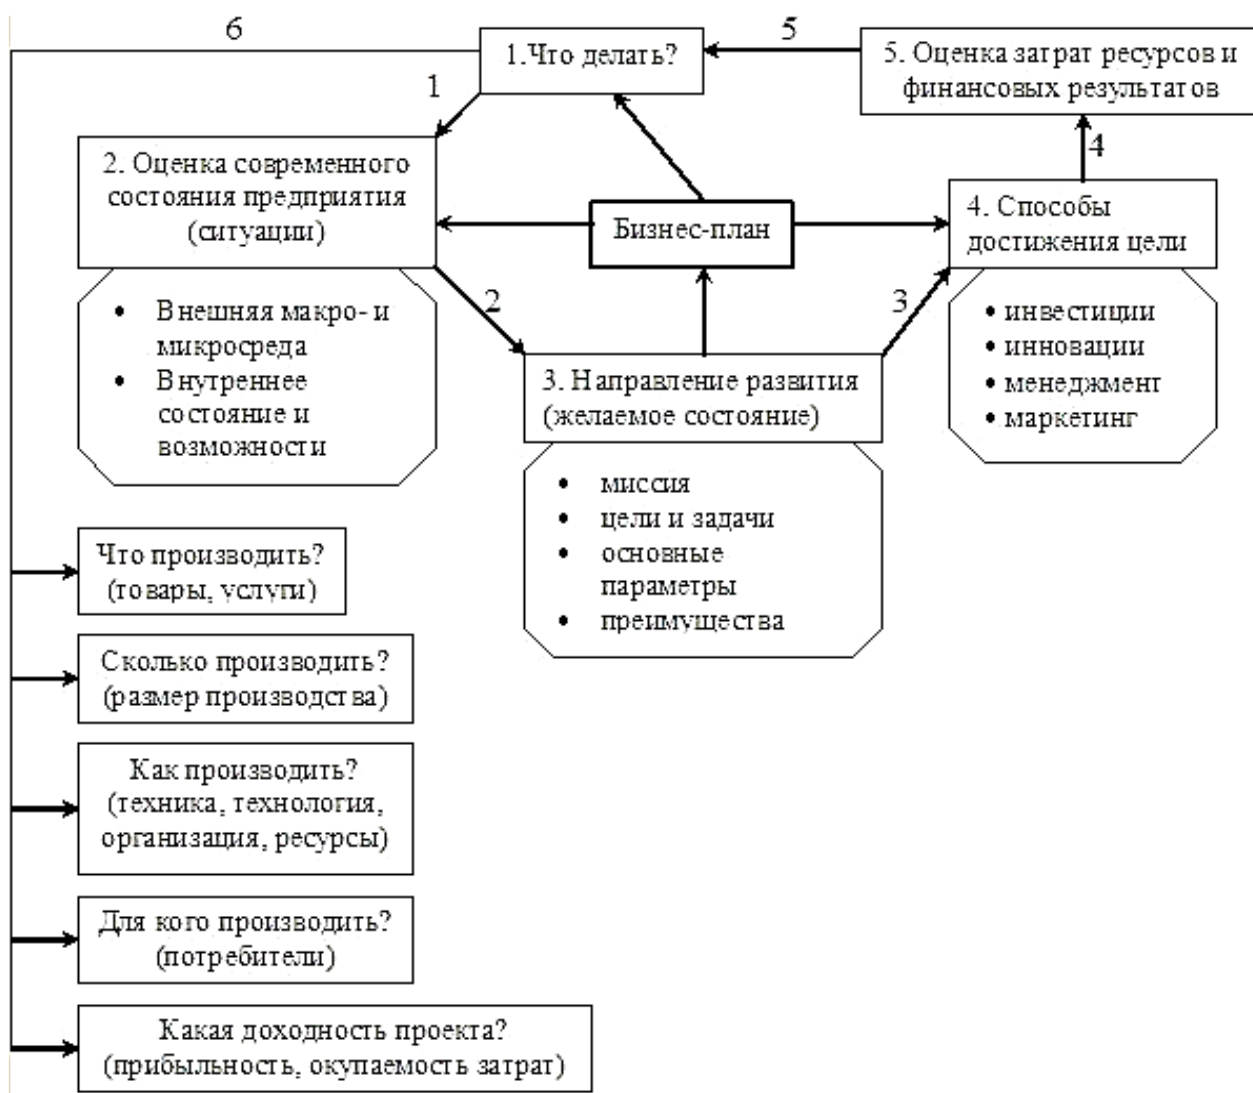 6
1.Что делать?
5
5. Оценка затрат ресурсов и
финансовых результатов
1
2. Оценка современного
состояния предприятия
(ситуации)
Бизнес-план
4
4. Способы
достижения цели
• Внешняя макро- и
микросреда
• Внутреннее
состояние и
возможности
2
3
3. Направление развития
(желаемое состояние)
• инвестиции
• инновации
• менеджмент
• маркетинг
• миссия
• цели и задачи
• основные
параметры
• преимущества
Что производить?
(товары, услуги)
Сколько производить?
(размер производства)
Как производить?
(техника, технология,
организация, ресурсы)
Для кого производить?
(потребители)
Какая доходность проекта?
(прибыльность, окупаемость затрат)